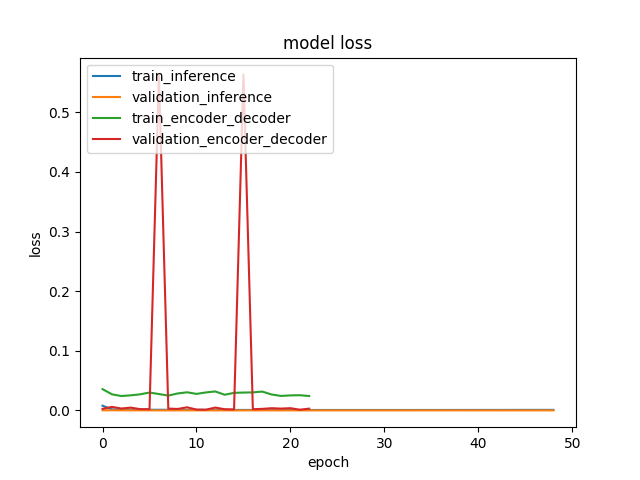 model loss
train_inference
validation_inference
train_encoder_decoder
validation_encoder_decoder
0.5
0.4
0.3
0.2
0.1
0.0
loss
0 10 20 30 40 50
epoch